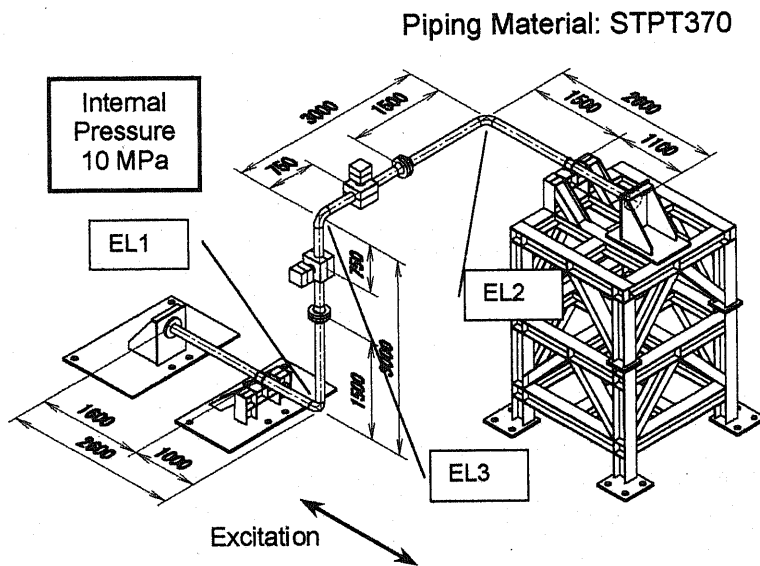 Piping Material: STPT370
Internal
Pressure
10 MPa
3000
1500
750
1500
2600
1100
EL1
750
EL2
3000
1500
1600
2600
1000
EL3
Excitation